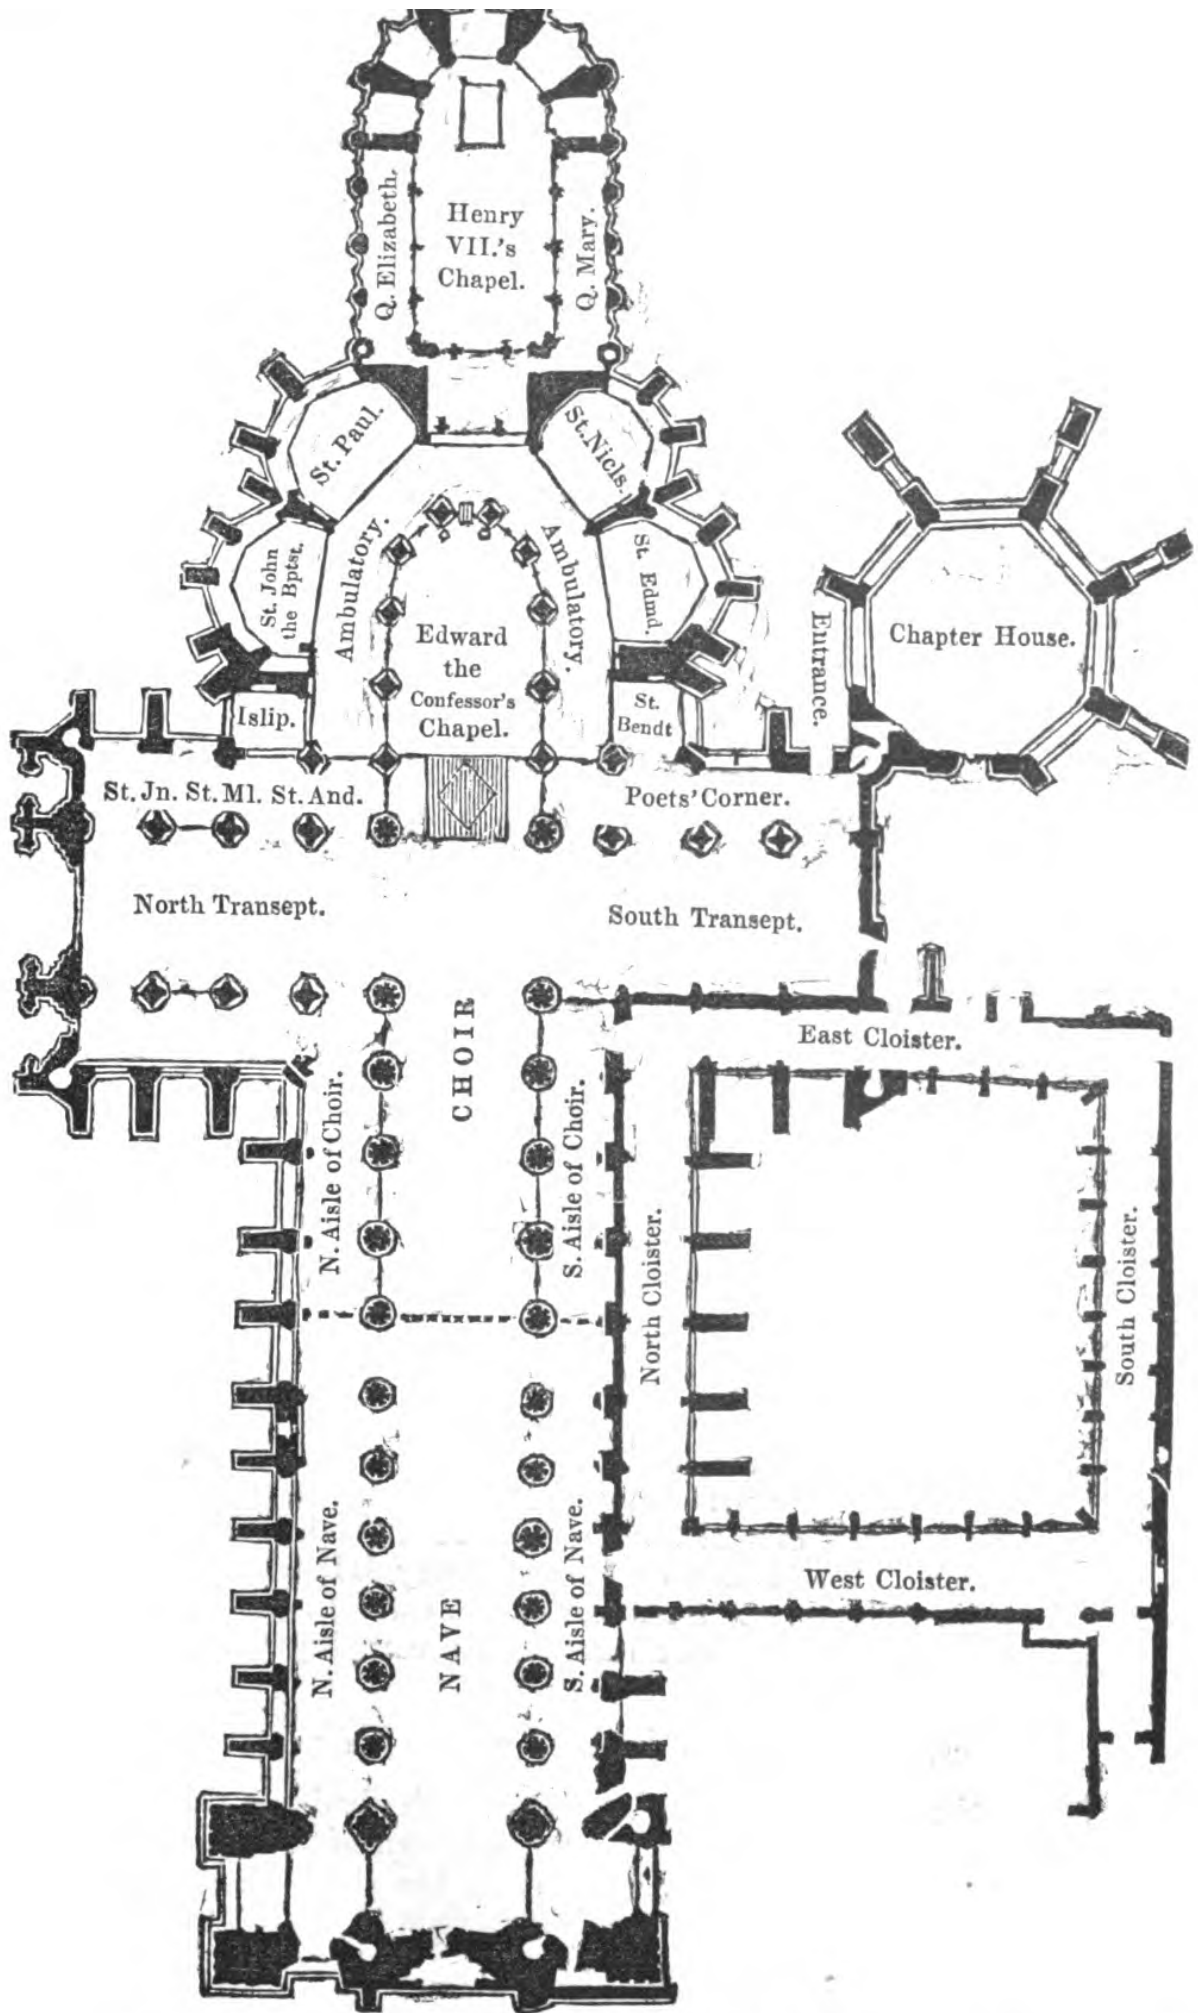 Q. Elizabeth.
Henry
VII.'s
Chapel.
Q. Mary.
St. Paul.
St. Nicls.
Ambulatory.
Ambulatory.
St. John
the Bptst.
St. Edmd.
Edward
the
Confessor's
Chapel.
Entrance.
Chapter House.
Islip.
St.
Bendt
St. Jn. St. Ml. St. And.
Poets' Corner.
North Transept.
South Transept.
CHOIR
East Cloister.
N. Aisle of Choir.
S. Aisle of Choir.
North Cloister.
South Cloister.
N. Aisle of Nave.
NAVE
S. Aisle of Nave.
West Cloister.